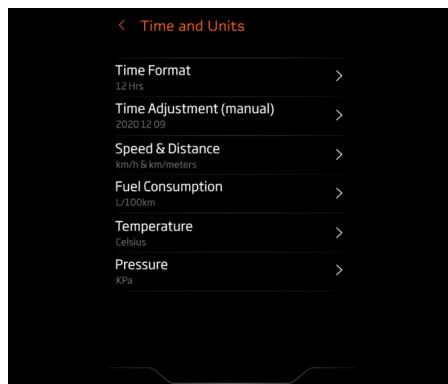 Time and Units
Time Format
12 Hrs
Time Adjustment (manual)
2020 12 09
Speed & Distance
km/h & km/meters
Fuel Consumption
L/100km
Temperature
Celsius
Pressure
KPa